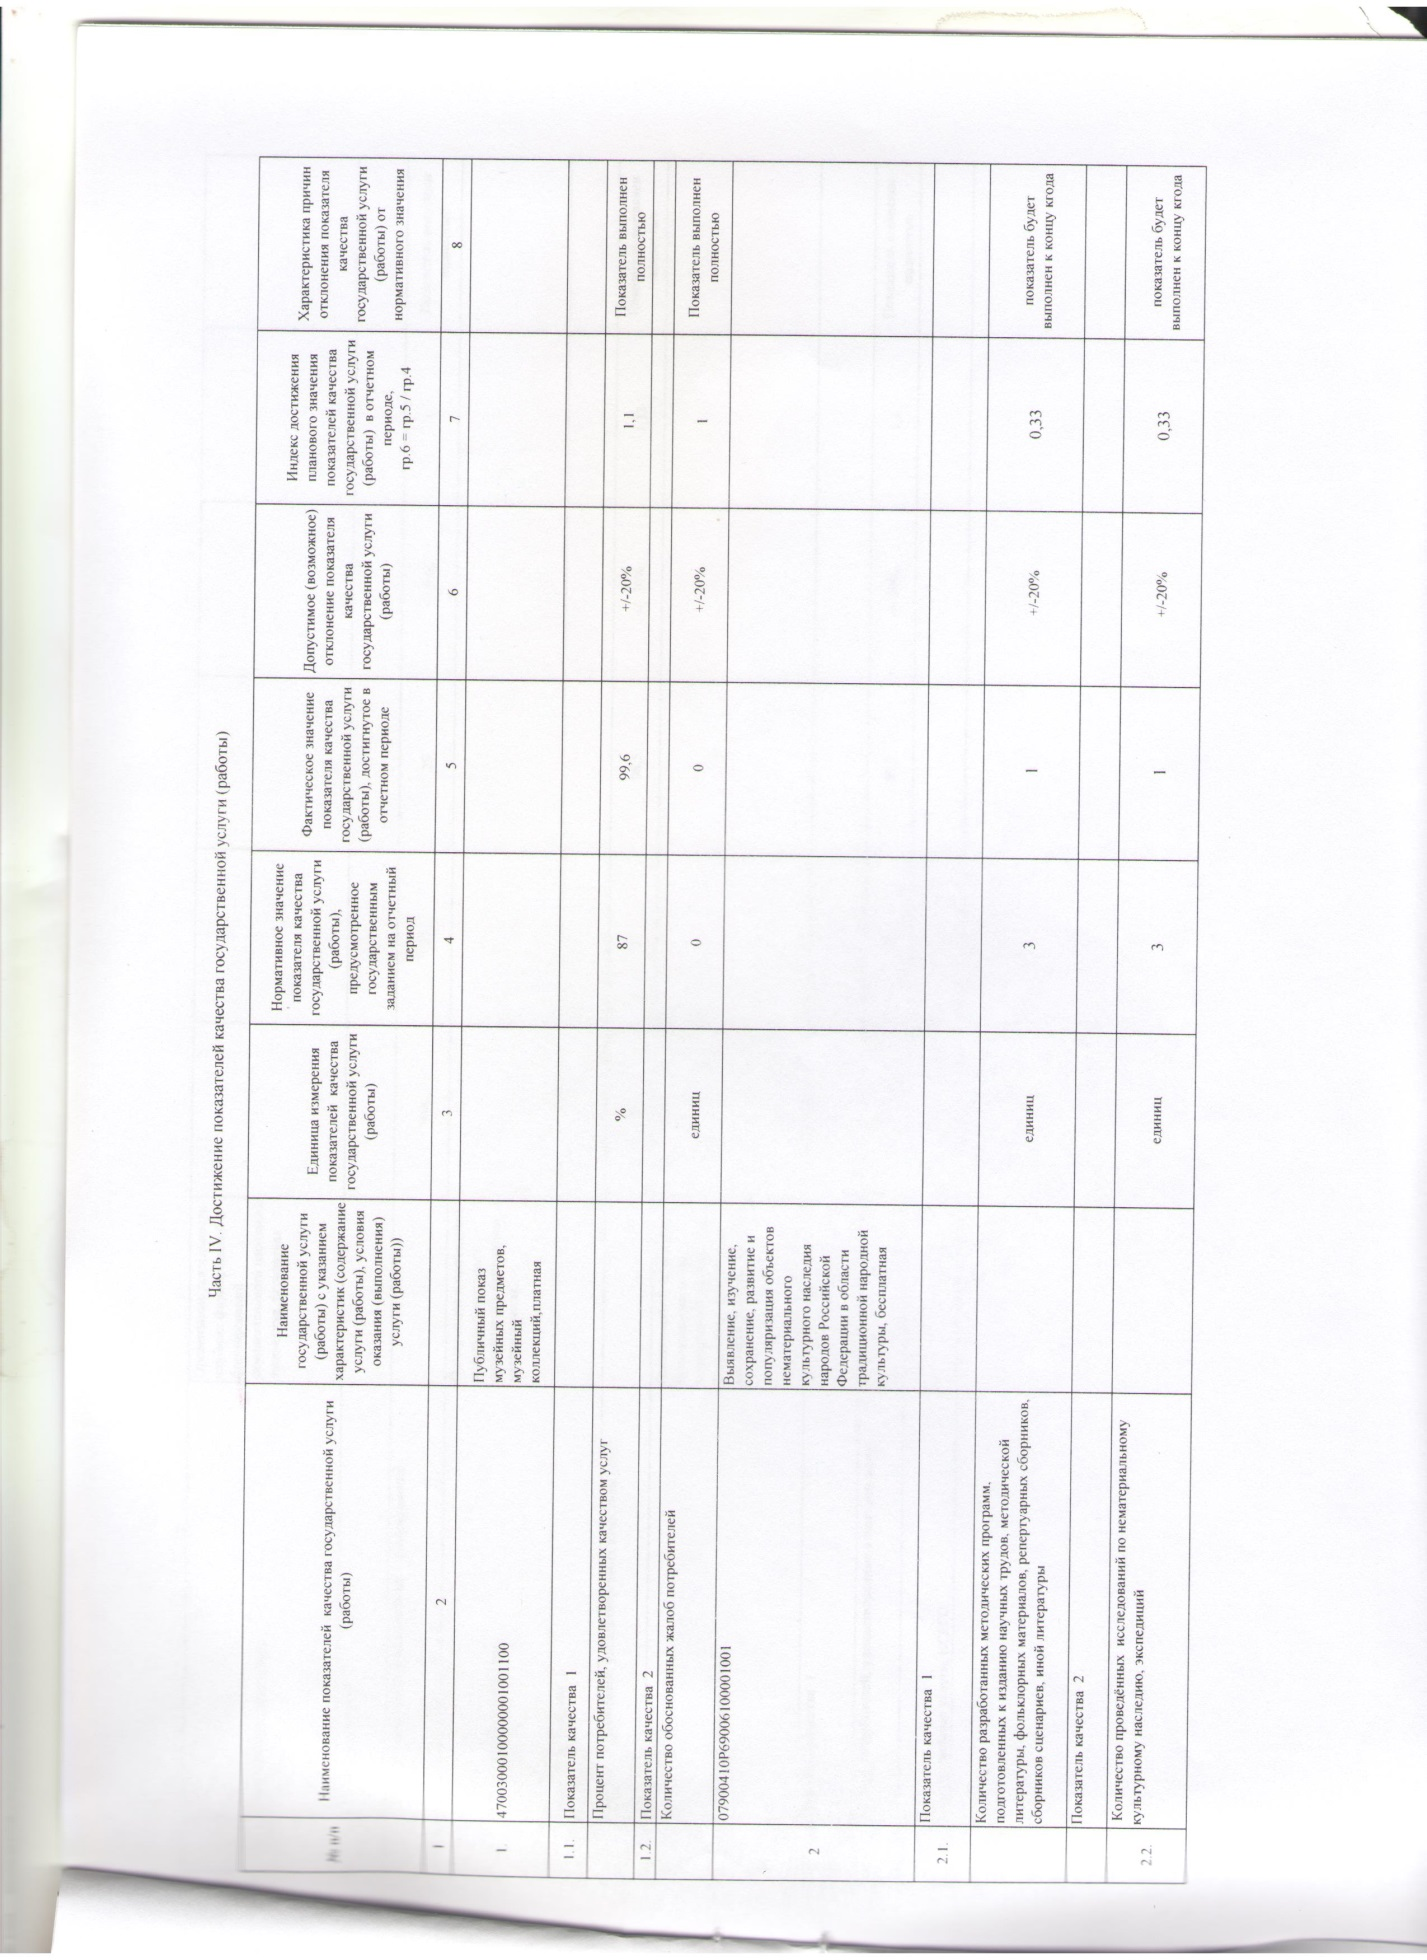 Часть IV. Достижение показателей качества государственной услуги (работы)
№ п/п
Наименование показателей качества государственной услуги
(работы)
Наименование
государственной услуги
(работы) с указанием
характеристик (содержание
услуги (работы), условия
оказания (выполнения)
услуги (работы))
Единица измерения
показателей качества
государственной услуги
(работы)
Нормативное значение
показателя качества
государственной услуги
(работы),
предусмотренное
государственным
заданием на отчетный
период
Фактическое значение
показателя качества
государственной услуги
(работы), достигнутое в
отчетном периоде
Допустимое (возможное)
отклонение показателя
качества
государственной услуги
(работы)
Индекс достижения
планового значения
показателей качества
государственной услуги
(работы) в отчетном
периоде,
гр.6 = гр.5 / гр.4
Характеристика причин
отклонения показателя
качества
государственной услуги
(работы) от
нормативного значения
1
2
3
4
5
6
7
8
1.
Публичный показ
музейных предметов,
музейный
коллекций,платная
1.1.
Показатель качества 1
Процент потребителей, удовлетворенных качеством услуг
%
87
99,6
+/-20%
1,1
Показатель выполнен
полностью
1.2.
Показатель качества 2
Количество обоснованных жалоб потребителей
единиц
0
0
+/-20%
1
Показатель выполнен
полностью
2
07900410Р69006100001001
Выявление, изучение,
сохранение, развитие и
популяризация объектов
нематериального
культурного наследия
народов Российской
Федерации в области
традиционной народной
культуры, бесплатная
2.1.
Показатель качества 1
Количество разработанных методических программ.
подготовленных к изданию научных трудов, методической
литературы, фольклорных материалов, репертуарных сборников,
сборников сценариев, иной литературы
единиц
3
1
+/-20%
0,33
показатель будет
выполнен к концу кгода
Показатель качества 2
2.2.
Количество проведённых исследований по нематериальному
культурному наследию, экспедиций
единиц
3
1
+/-20%
0,33
показатель будет
выполнен к концу кгода